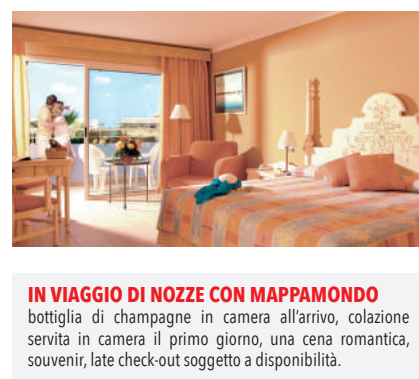 IN VIAGGIO DI NOZZE CON MAPPAMONDO
bottiglia di champagne in camera all'arrivo, colazione
servita in camera il primo giorno, una cena romantica,
souvenir, late check-out soggetto a disponibilità.